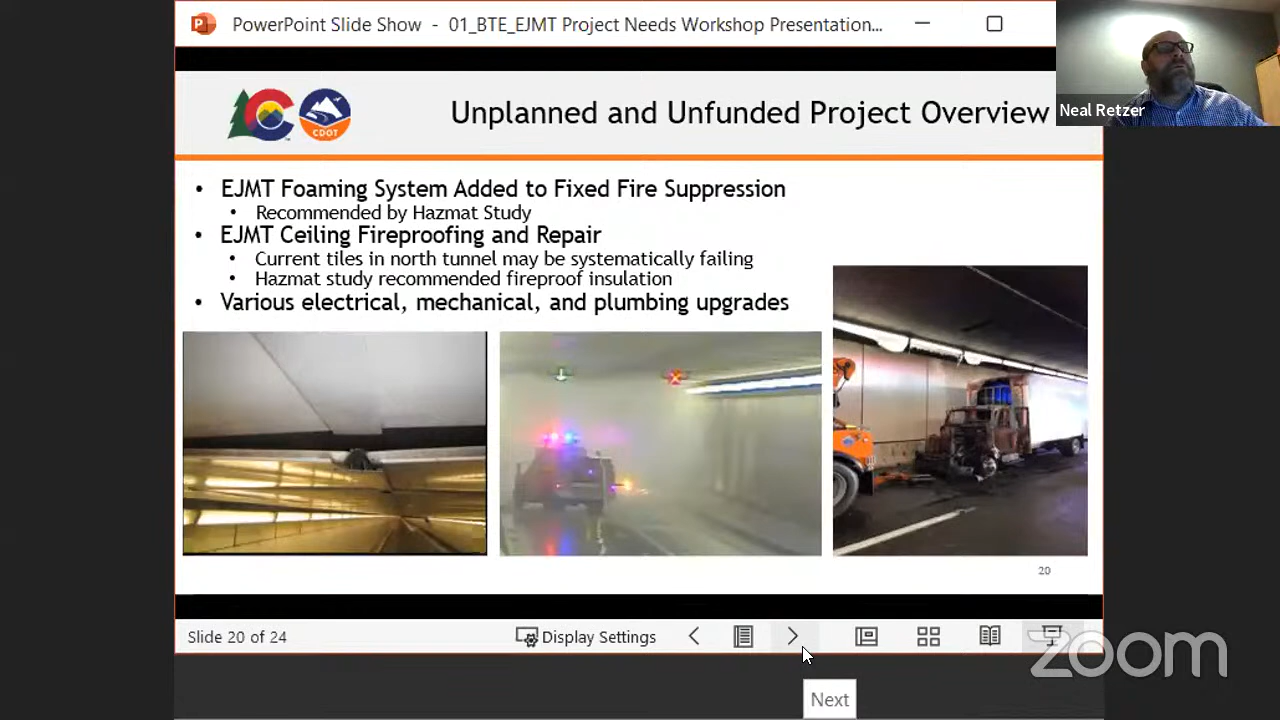 PowerPoint Slide Show - 01_BTE_EJMT Project Needs Workshop Presentation...
Neal Retzer
CDOT
Unplanned and Unfunded Project Overview
• EJMT Foaming System Added to Fixed Fire Suppression
• Recommended by Hazmat Study
• EJMT Ceiling Fireproofing and Repair
• Current tiles in north tunnel may be systematically failing
• Hazmat study recommended fireproof insulation
• Various electrical, mechanical, and plumbing upgrades
20
Slide 20 of 24
Display Settings
zoom
Next